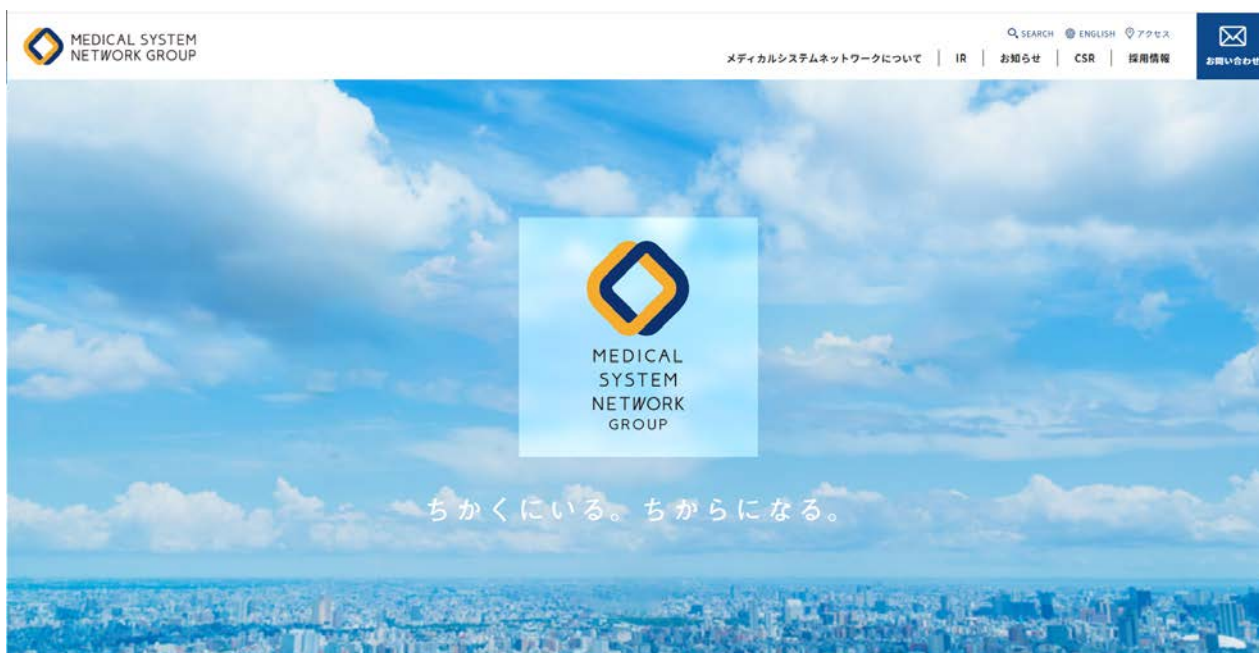 MEDICAL SYSTEM
NETWORK GROUP
SEARCH ENGLISH アクセス
メディカルシステムネットワークについて | IR | お知らせ | CSR | 採用情報
お問い合わせ
MEDICAL
SYSTEM
NETWORK
GROUP
ちかくにいる。ちからになる。